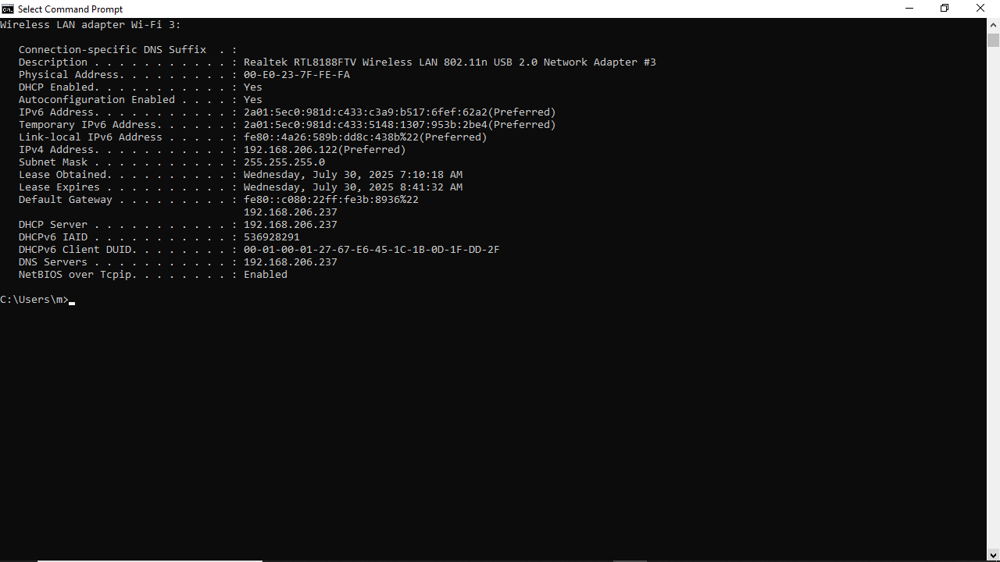 Select Command Prompt
Wireless LAN adapter Wi-Fi 3:
Connection-specific DNS Suffix  . :
Description . . . . . . . . . . . : Realtek RTL8188FTV Wireless LAN 802.11n USB 2.0 Network Adapter #3
Physical Address. . . . . . . . . : 00-E0-23-7F-FE-FA
DHCP Enabled. . . . . . . . . . . : Yes
Autoconfiguration Enabled . . . . : Yes
IPv6 Address. . . . . . . . . . . : 2a01:5ec0:981d:c433:c3a9:b517:6fef:62a2(Preferred)
Temporary IPv6 Address. . . . . . : 2a01:5ec0:981d:c433:5148:1307:953b:2be4(Preferred)
Link-local IPv6 Address . . . . . : fe80::4a26:589b:dd8c:438b%22(Preferred)
IPv4 Address. . . . . . . . . . . : 192.168.206.122(Preferred)
Subnet Mask . . . . . . . . . . . : 255.255.255.0
Lease Obtained. . . . . . . . . . : Wednesday, July 30, 2025 7:10:18 AM
Lease Expires . . . . . . . . . . : Wednesday, July 30, 2025 8:41:32 AM
Default Gateway . . . . . . . . . : fe80::c080:22ff:fe3b:8936%22
192.168.206.237
DHCP Server . . . . . . . . . . . : 192.168.206.237
DHCPv6 IAID . . . . . . . . . . . : 536928291
DHCPv6 Client DUID. . . . . . . . : 00-01-00-01-27-67-E6-45-1C-1B-0D-1F-DD-2F
DNS Servers . . . . . . . . . . . : 192.168.206.237
NetBIOS over Tcpip. . . . . . . . : Enabled
C:\Users\m>